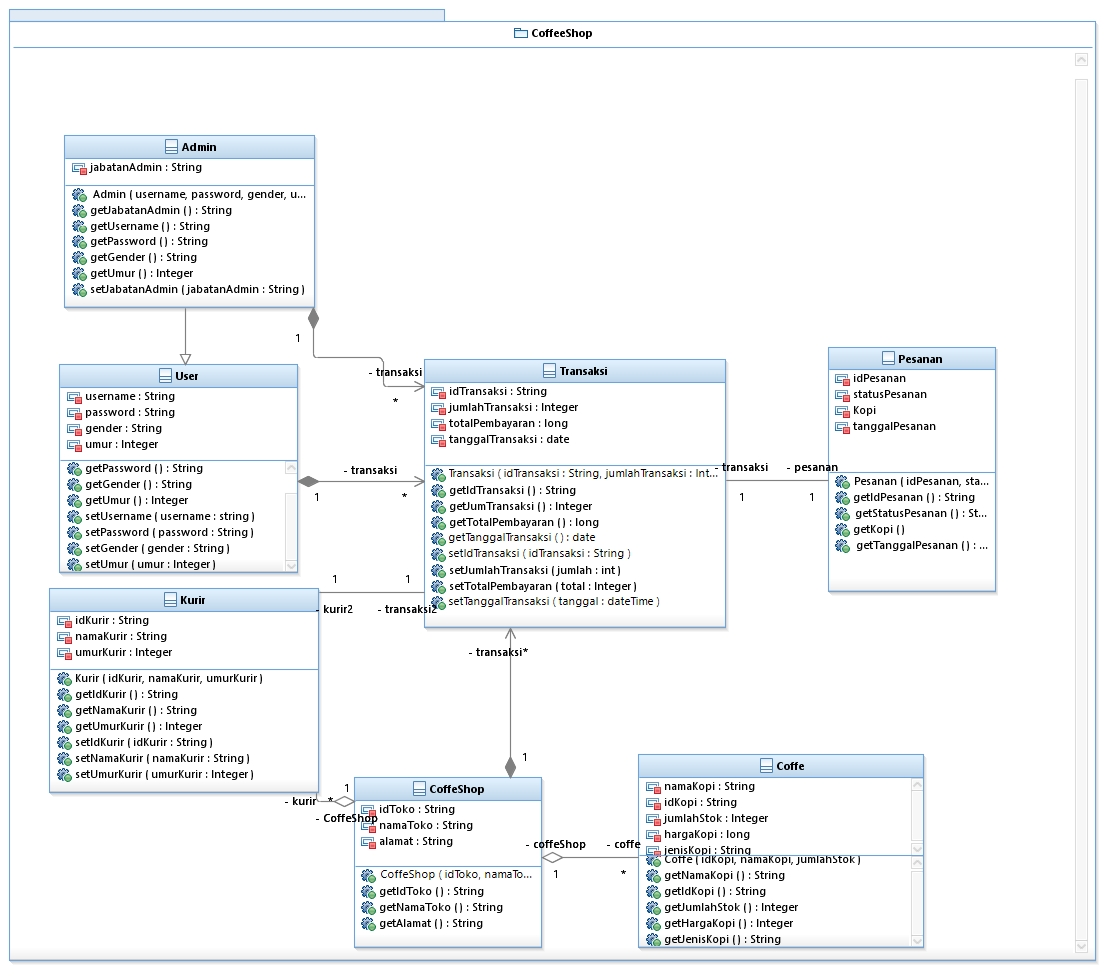 CoffeeShop
Admin
jabatanAdmin : String
Admin ( username, password, gender, u...
getJabatanAdmin () : String
getUsername () : String
getPassword () : String
getGender () : String
getUmur () : Integer
setJabatanAdmin ( jabatanAdmin : String )
1
- transaksi
*
User
username : String
password : String
gender : String
umur : Integer
getPassword () : String
getGender () : String
getUmur () : Integer
setUsername ( username : string )
setPassword ( password : String )
setGender ( gender : String )
setUmur ( umur : Integer )
- transaksi
1
*
Transaksi
idTransaksi : String
jumlahTransaksi : Integer
totalPembayaran : long
tanggalTransaksi : date
Transaksi ( idTransaksi : String, jumlahTransaksi : Int...
getIdTransaksi () : String
getJumTransaksi () : Integer
getTotalPembayaran () : long
getTanggalTransaksi () : date
setIdTransaksi ( idTransaksi : String )
setJumlahTransaksi ( jumlah : int )
setTotalPembayaran ( total : Integer )
setTanggalTransaksi ( tanggal : dateTime )
- transaksi
- pesanan
1
1
Pesanan
idPesanan
statusPesanan
Kopi
tanggalPesanan
Pesanan ( idPesanan, sta...
getIdPesanan () : String
getStatusPesanan () : St...
getKopi ()
getTanggalPesanan () : ...
1
1
- kurir2
- transaksi2
Kurir
idKurir : String
namaKurir : String
umurKurir : Integer
Kurir ( idKurir, namaKurir, umurKurir )
getIdKurir () : String
getNamaKurir () : String
getUmurKurir () : Integer
setIdKurir ( idKurir : String )
setNamaKurir ( namaKurir : String )
setUmurKurir ( umurKurir : Integer )
- transaksi*
1
1
- kurir
*
- CoffeShop
CoffeShop
idToko : String
namaToko : String
alamat : String
CoffeShop ( idToko, namaTo...
getIdToko () : String
getNamaToko () : String
getAlamat () : String
- coffeShop
- coffe
1
*
Coffe
namaKopi : String
idKopi : String
jumlahStok : Integer
hargaKopi : long
jenisKopi : String
Coffe ( idKopi, namaKopi, jumlahStok )
getNamaKopi () : String
getIdKopi () : String
getJumlahStok () : Integer
getHargaKopi () : Integer
getJenisKopi () : String